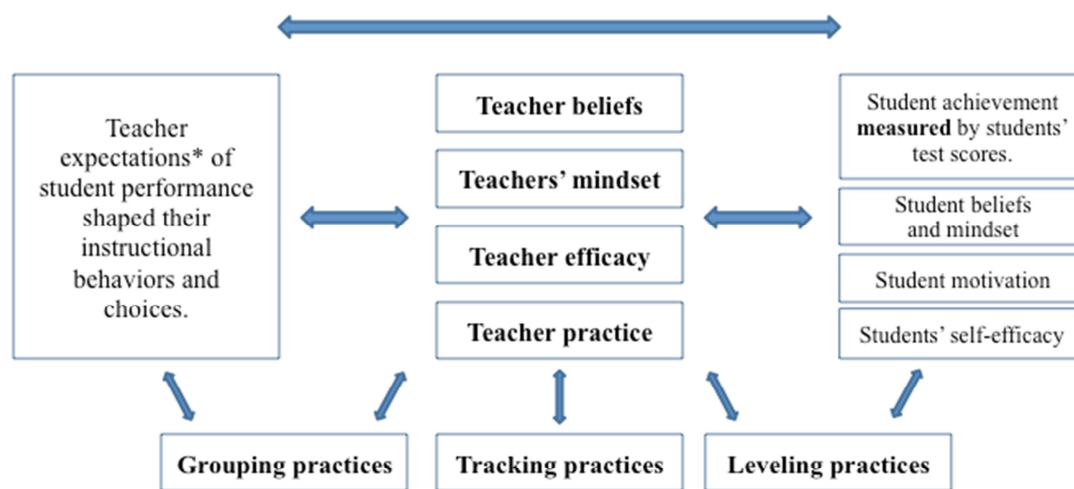 Teacher
expectations* of
student performance
shaped their
instructional
behaviors and
choices.
Teacher beliefs
Teachers’ mindset
Teacher efficacy
Teacher practice
Student achievement
measured by students’
test scores.
Student beliefs
and mindset
Student motivation
Students’ self-efficacy
Grouping practices
Tracking practices
Leveling practices